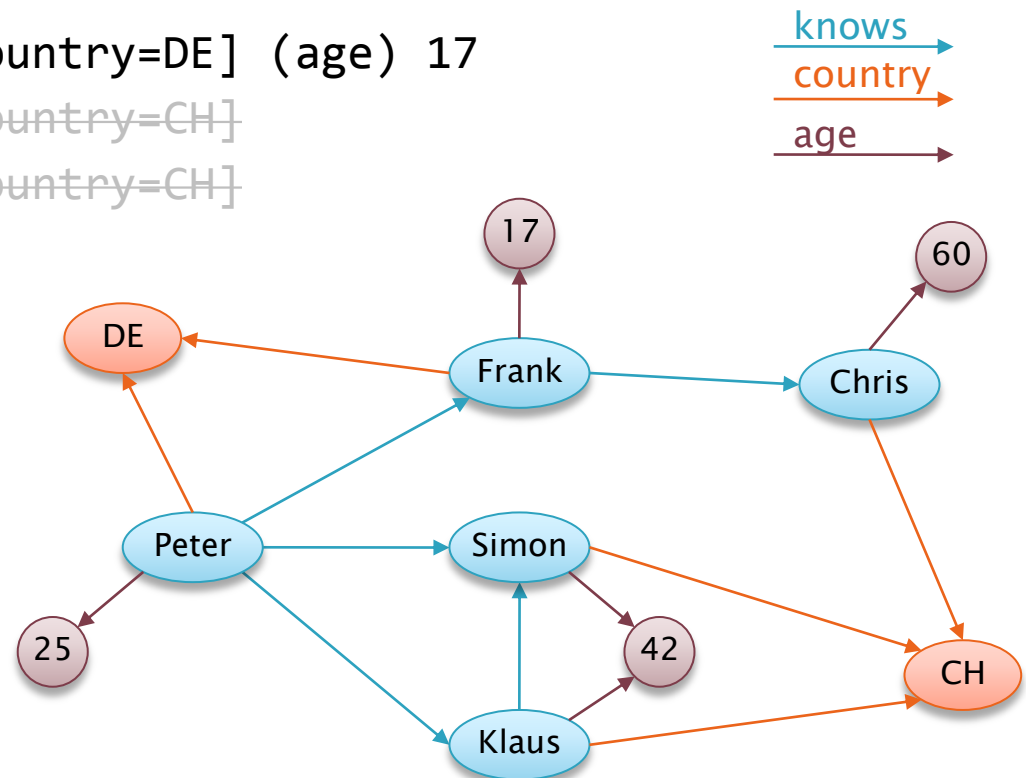 ountry=DE] (age) 17
ountry=CH]
ountry=CH]
knows
country
age
17
60
DE
Frank
Chris
Peter
Simon
25
42
CH
Klaus